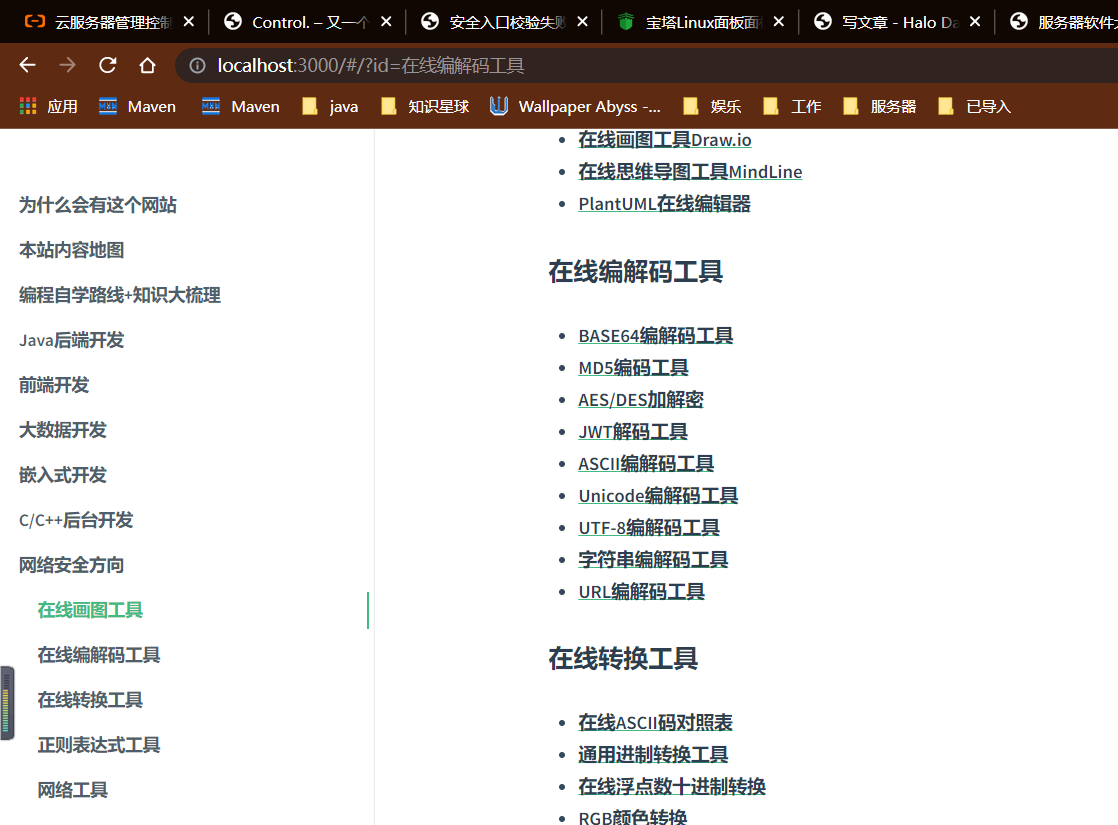 云服务器管理控制
Control. – 又一个
安全入口校验失败
宝塔Linux面板面
写文章 - Halo Da
服务器软件
localhost:3000/#/?id=在线编解码工具
应用
Maven
Maven
java
知识星球
Wallpaper Abyss -...
娱乐
工作
服务器
已导入
为什么会有这个网站
本站内容地图
编程自学路线+知识大梳理
Java后端开发
前端开发
大数据开发
嵌入式开发
C/C++后台开发
网络安全方向
在线画图工具
在线编解码工具
在线转换工具
正则表达式工具
网络工具
在线画图工具Draw.io
在线思维导图工具MindLine
PlantUML在线编辑器
在线编解码工具
BASE64编解码工具
MD5编码工具
AES/DES加解密
JWT解码工具
ASCII编解码工具
Unicode编解码工具
UTF-8编解码工具
字符串编解码工具
URL编解码工具
在线转换工具
在线ASCII码对照表
通用进制转换工具
在线浮点数十进制转换
RGB颜色转换